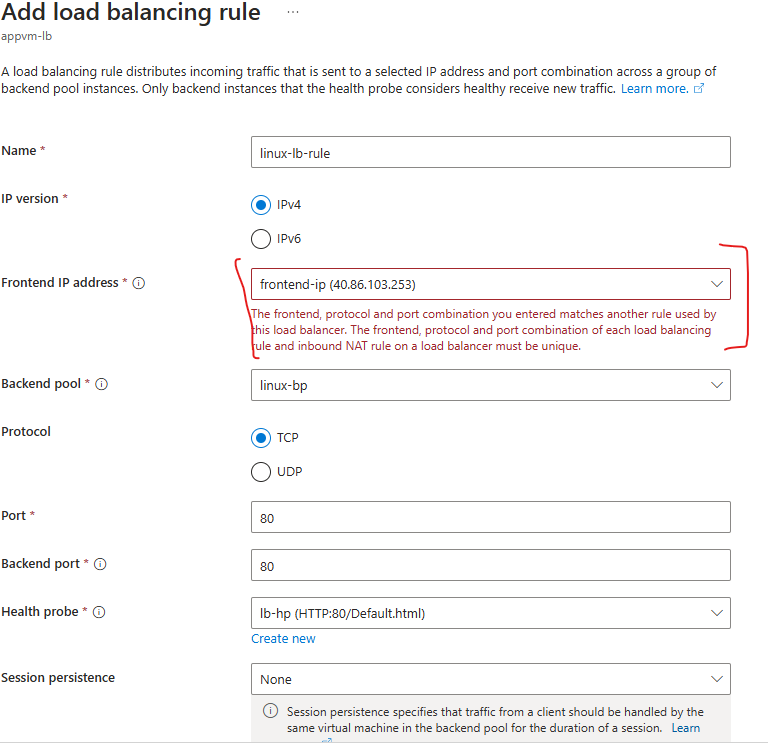 Add load balancing rule ...
appvm-lb
A load balancing rule distributes incoming traffic that is sent to a selected IP address and port combination across a group of
backend pool instances. Only backend instances that the health probe considers healthy receive new traffic. Learn more.
Name *
linux-lb-rule
IP version *
IPv4
IPv6
Frontend IP address *
frontend-ip (40.86.103.253)
The frontend, protocol and port combination you entered matches another rule used by
this load balancer. The frontend, protocol and port combination of each load balancing
rule and inbound NAT rule on a load balancer must be unique.
Backend pool *
linux-bp
Protocol
TCP
UDP
Port *
80
Backend port *
80
Health probe *
lb-hp (HTTP:80/Default.html)
Create new
Session persistence
None
Session persistence specifies that traffic from a client should be handled by the
same virtual machine in the backend pool for the duration of a session. Learn